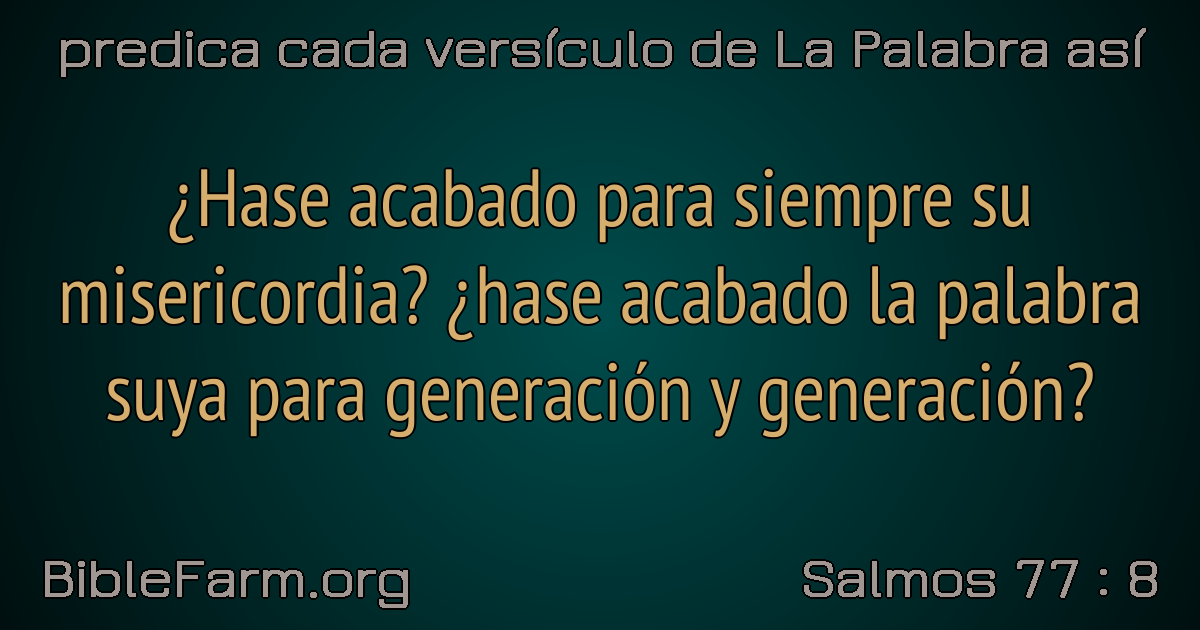 predica cada versículo de La Palabra así
¿Hase acabado para siempre su
misericordia? ¿hase acabado la palabra
suya para generación y generación?
BibleFarm.org
Salmos 77 : 8